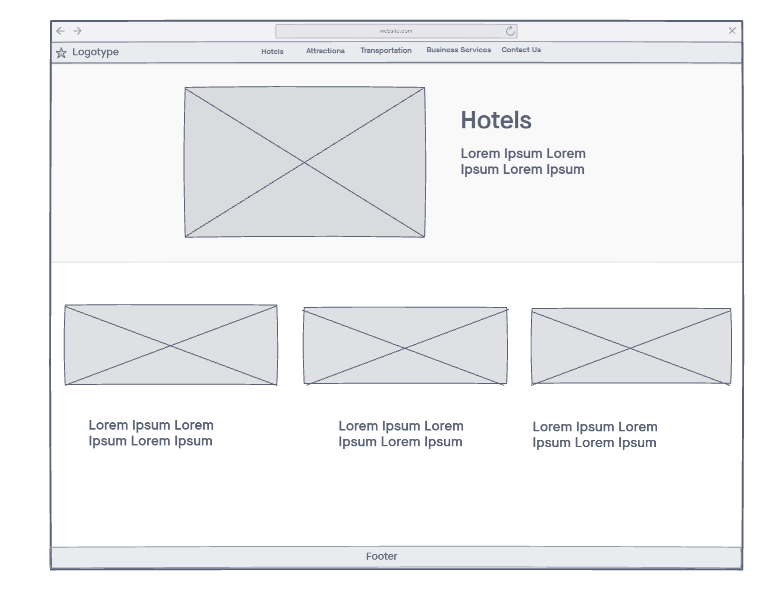 website.com
Logotype
Hotels Attractions Transportation Business Services Contact Us
Hotels
Lorem Ipsum Lorem
Ipsum Lorem Ipsum
Lorem Ipsum Lorem
Ipsum Lorem Ipsum
Lorem Ipsum Lorem
Ipsum Lorem Ipsum
Lorem Ipsum Lorem
Ipsum Lorem Ipsum
Footer